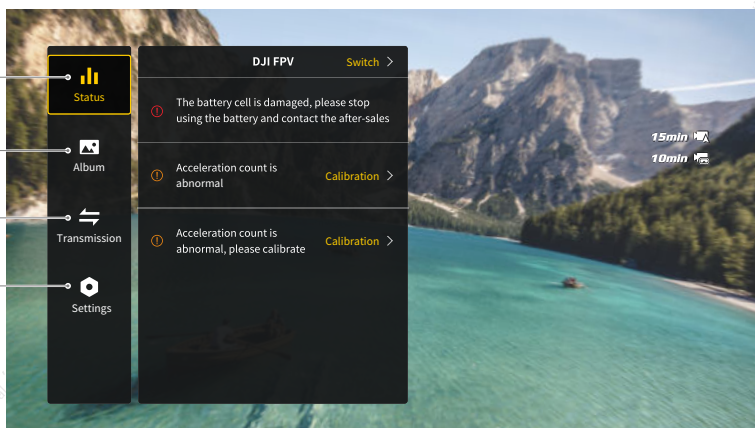 DJI FPV
Switch >
Status
The battery cell is damaged, please stop
using the battery and contact the after-sales
15min
10min
Album
Acceleration count is
abnormal
Calibration >
Transmission
Acceleration count is
abnormal, please calibrate
Calibration >
Settings